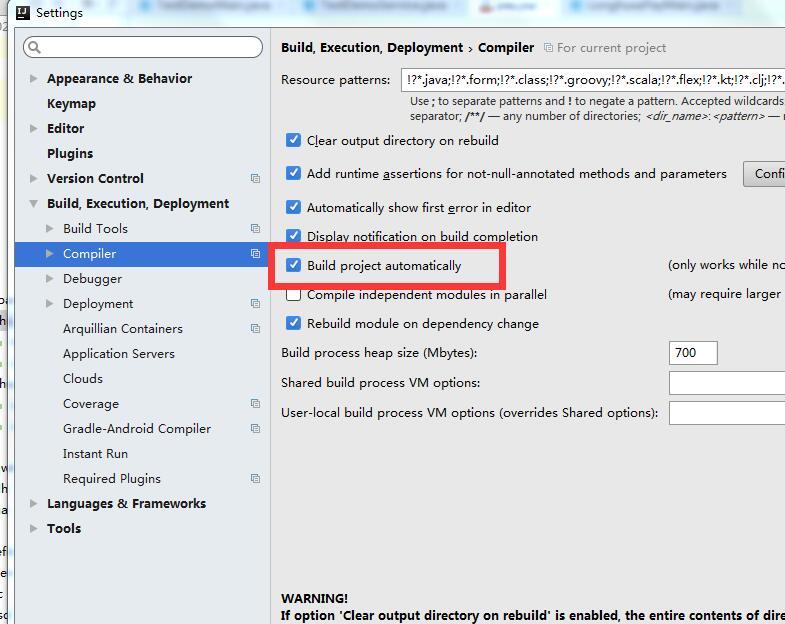 Settings
Appearance & Behavior
Keymap
Editor
Plugins
Version Control
Build, Execution, Deployment
Build Tools
Compiler
Debugger
Deployment
Arquillian Containers
Application Servers
Clouds
Coverage
Gradle-Android Compiler
Instant Run
Required Plugins
Languages & Frameworks
Tools
Build, Execution, Deployment › Compiler For current project
Resource patterns: !?*.java;!?*.form;!?*.class;!?*.groovy;!?*.scala;!?*.flex;!?*.kt;!?*.clj;!?*.
Use ; to separate patterns and ! to negate a pattern. Accepted wildcards
separator; /**/ — any number of directories; <dir_name>:<pattern> —
Clear output directory on rebuild
Add runtime assertions for not-null-annotated methods and parameters Confi
Automatically show first error in editor
Display notification on build completion
Build project automatically (only works while no
Compile independent modules in parallel (may require larger
Rebuild module on dependency change
Build process heap size (Mbytes): 700
Shared build process VM options:
User-local build process VM options (overrides Shared options):
WARNING!
If option 'Clear output directory on rebuild' is enabled, the entire contents of dire